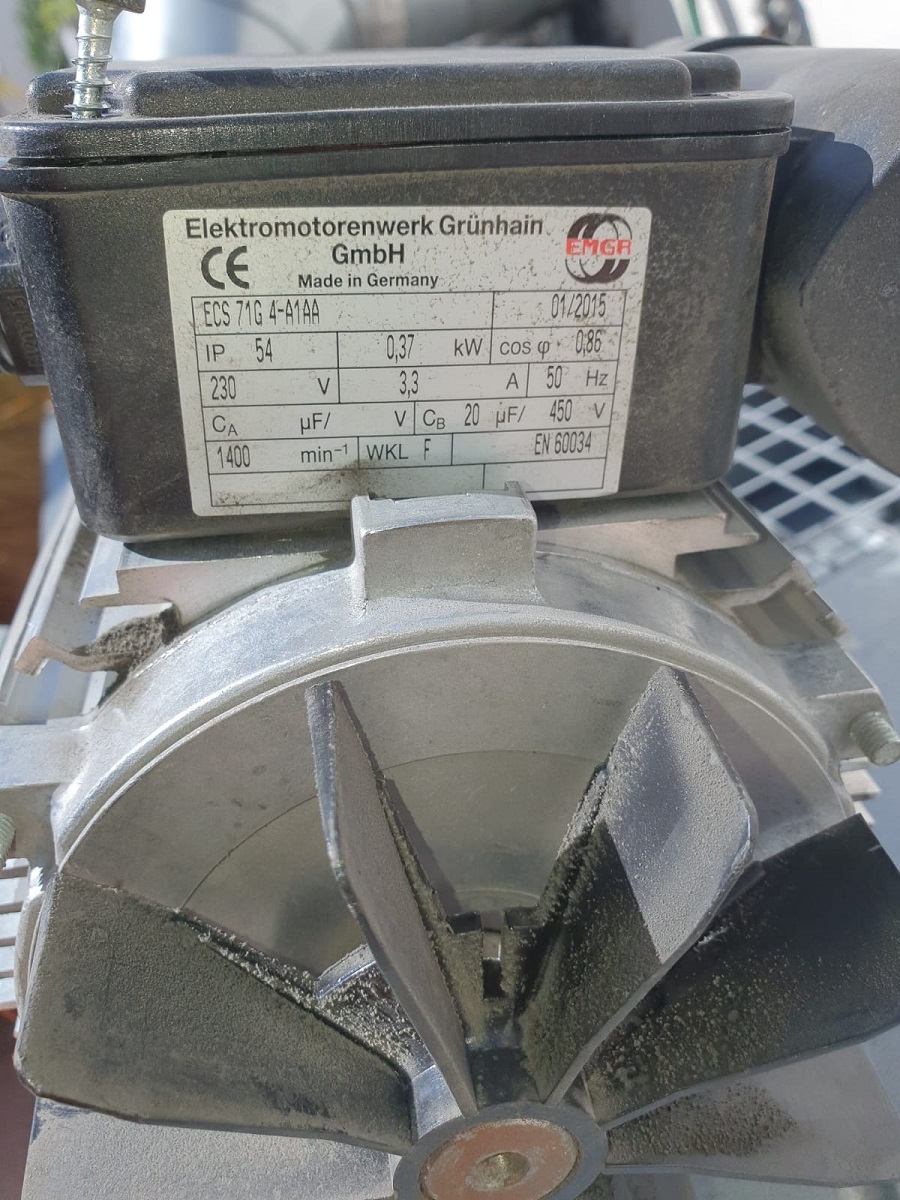 Elektromotorenwerk Grünhain
GmbH
EMGR
CE
Made in Germany
ECS 71G 4-A1AA 01/2015
IP 54 0,37 kW cos φ 0,86
230 V 3,3 A 50 Hz
CA µF/ V CB 20 µF/ 450 V
1400 min⁻¹ WKL F EN 60034